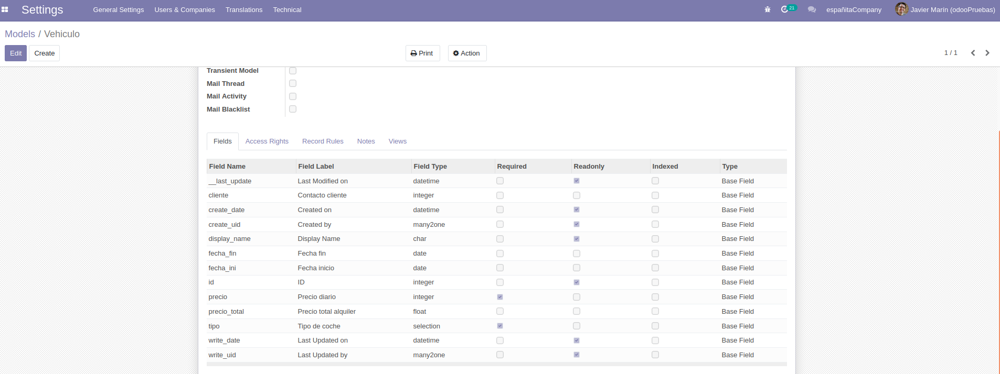 Settings General Settings Users & Companies Translations Technical 21 españitaCompany Javier Marín (odooPruebas)
Models / Vehiculo
Edit Create Print Action 1 / 1
Transient Model
Mail Thread
Mail Activity
Mail Blacklist
Fields Access Rights Record Rules Notes Views
Field Name Field Label Field Type Required Readonly Indexed Type
__last_update Last Modified on datetime Base Field
cliente Contacto cliente integer Base Field
create_date Created on datetime Base Field
create_uid Created by many2one Base Field
display_name Display Name char Base Field
fecha_fin Fecha fin date Base Field
fecha_ini Fecha inicio date Base Field
id ID integer Base Field
precio Precio diario integer Base Field
precio_total Precio total alquiler float Base Field
tipo Tipo de coche selection Base Field
write_date Last Updated on datetime Base Field
write_uid Last Updated by many2one Base Field